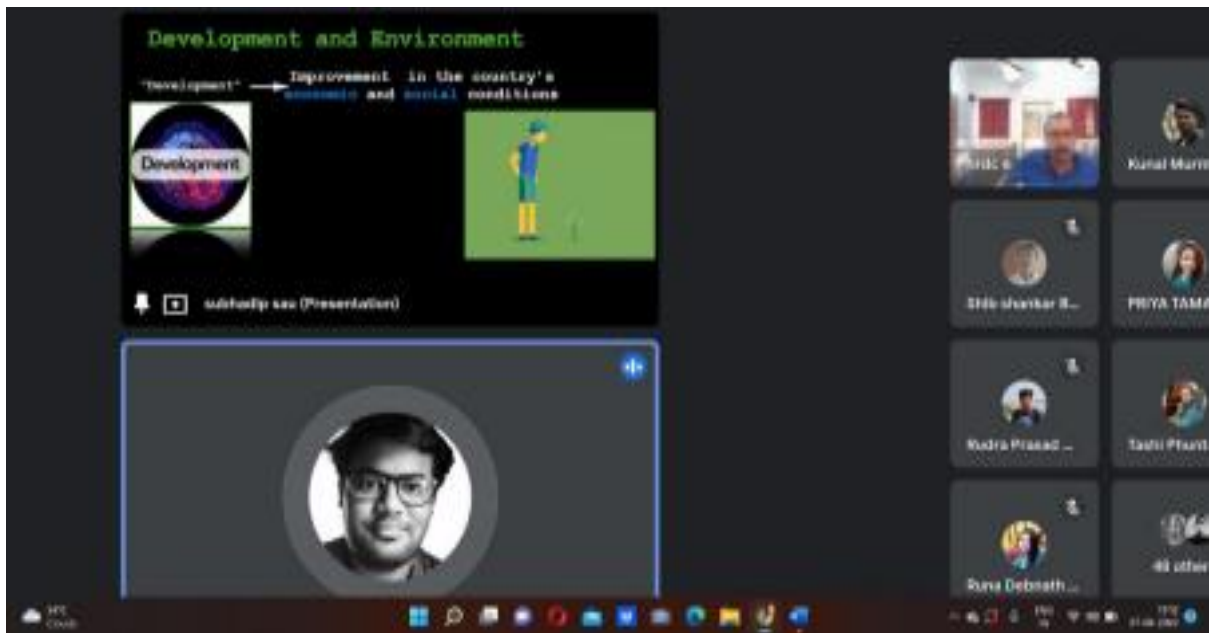 Development and Environment
"Development"
Improvement in the country's
economic and social conditions
Development
subhadip sau (Presentation)
Kunal Murm
Shib shankar
PRIYA TAMA
Rudra Prasad ...
Tashi Phunt
Runa Debnath ...
48 other
34°C